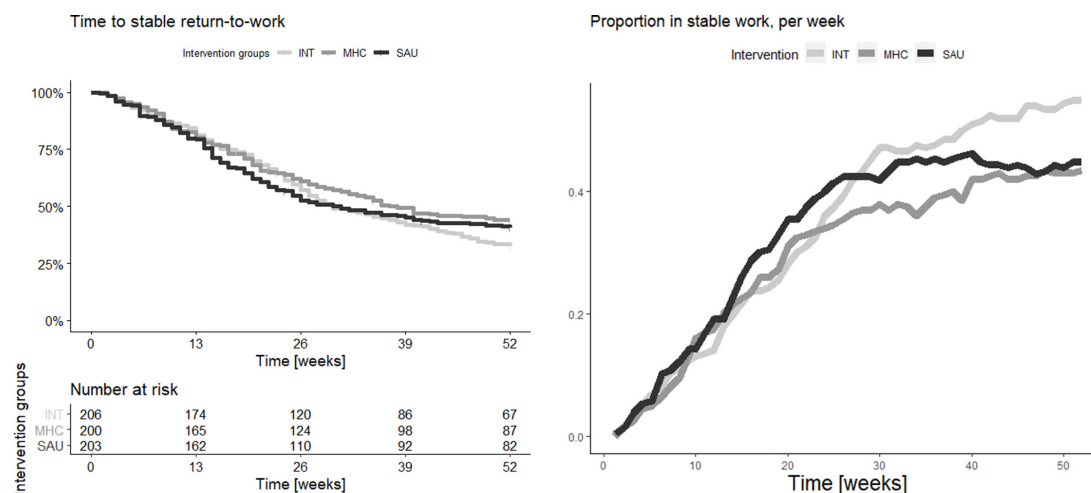 Time to stable return-to-work
Intervention groups INT MHC SAU
100%
75%
50%
25%
0%
0 13 26 39 52
Time [weeks]
Number at risk
Intervention groups
INT 206 174 120 86 67
MHC 200 165 124 98 87
SAU 203 162 110 92 82
0 13 26 39 52
Time [weeks]
Proportion in stable work, per week
Intervention INT MHC SAU
0.4
0.2
0.0
0 10 20 30 40 50
Time [weeks]